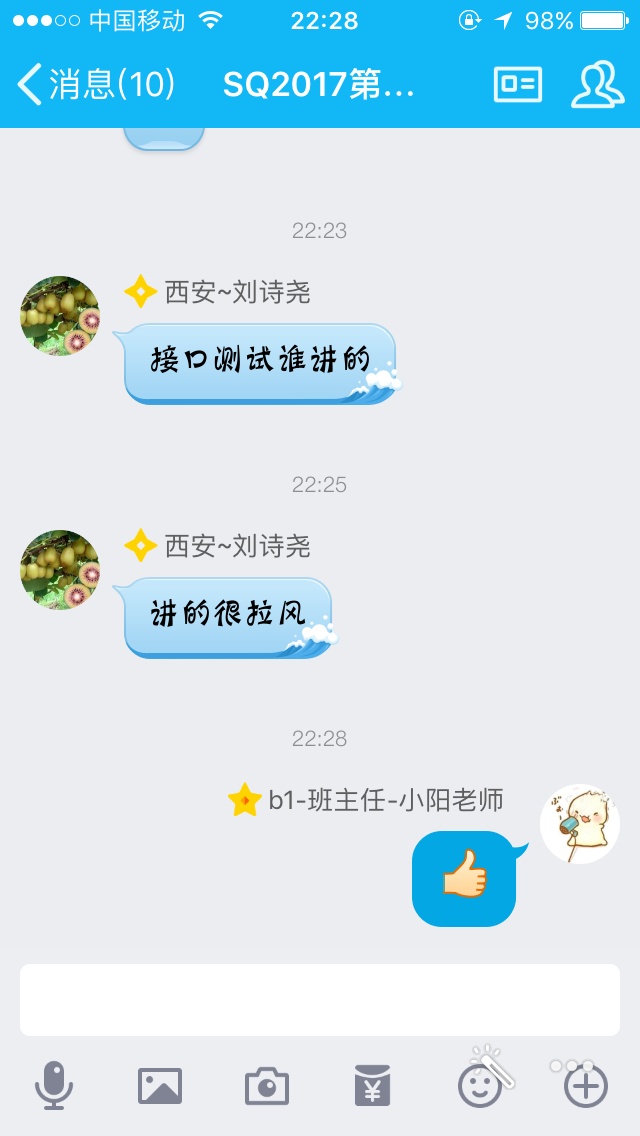 中国移动 22:28 98%
消息(10) SQ2017第...
22:23
西安~刘诗尧
接口测试谁讲的
22:25
西安~刘诗尧
讲的很拉风
22:28
b1-班主任-小阳老师